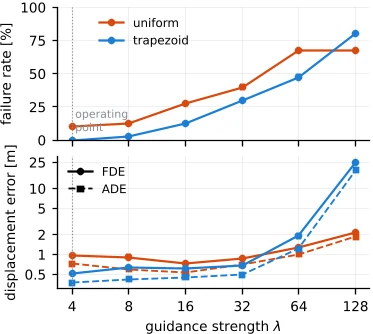 failure rate [%]
100
75
50
25
0
uniform
trapezoid
operating
point
displacement error [m]
25
10
5
2
1
0.5
FDE
ADE
4 8 16 32 64 128
guidance strength λ